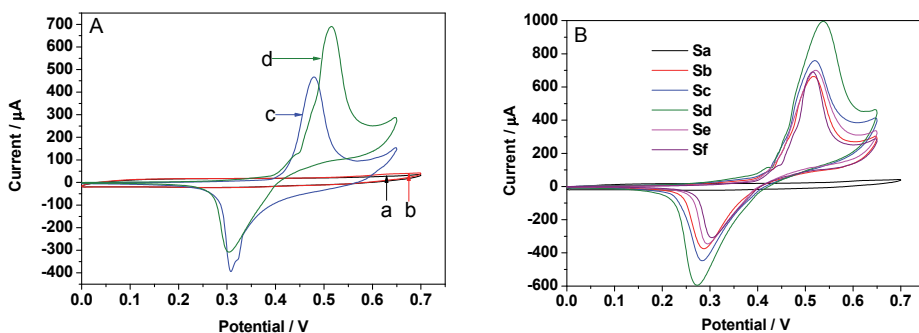 A
700
600
500
400
300
200
100
0
-100
-200
-300
-400
Current / µA
0.0 0.1 0.2 0.3 0.4 0.5 0.6 0.7
Potential / V
d
c
a
b
B
1000
800
600
400
200
0
-200
-400
-600
Current / µA
0.0 0.1 0.2 0.3 0.4 0.5 0.6 0.7
Potential / V
Sa
Sb
Sc
Sd
Se
Sf